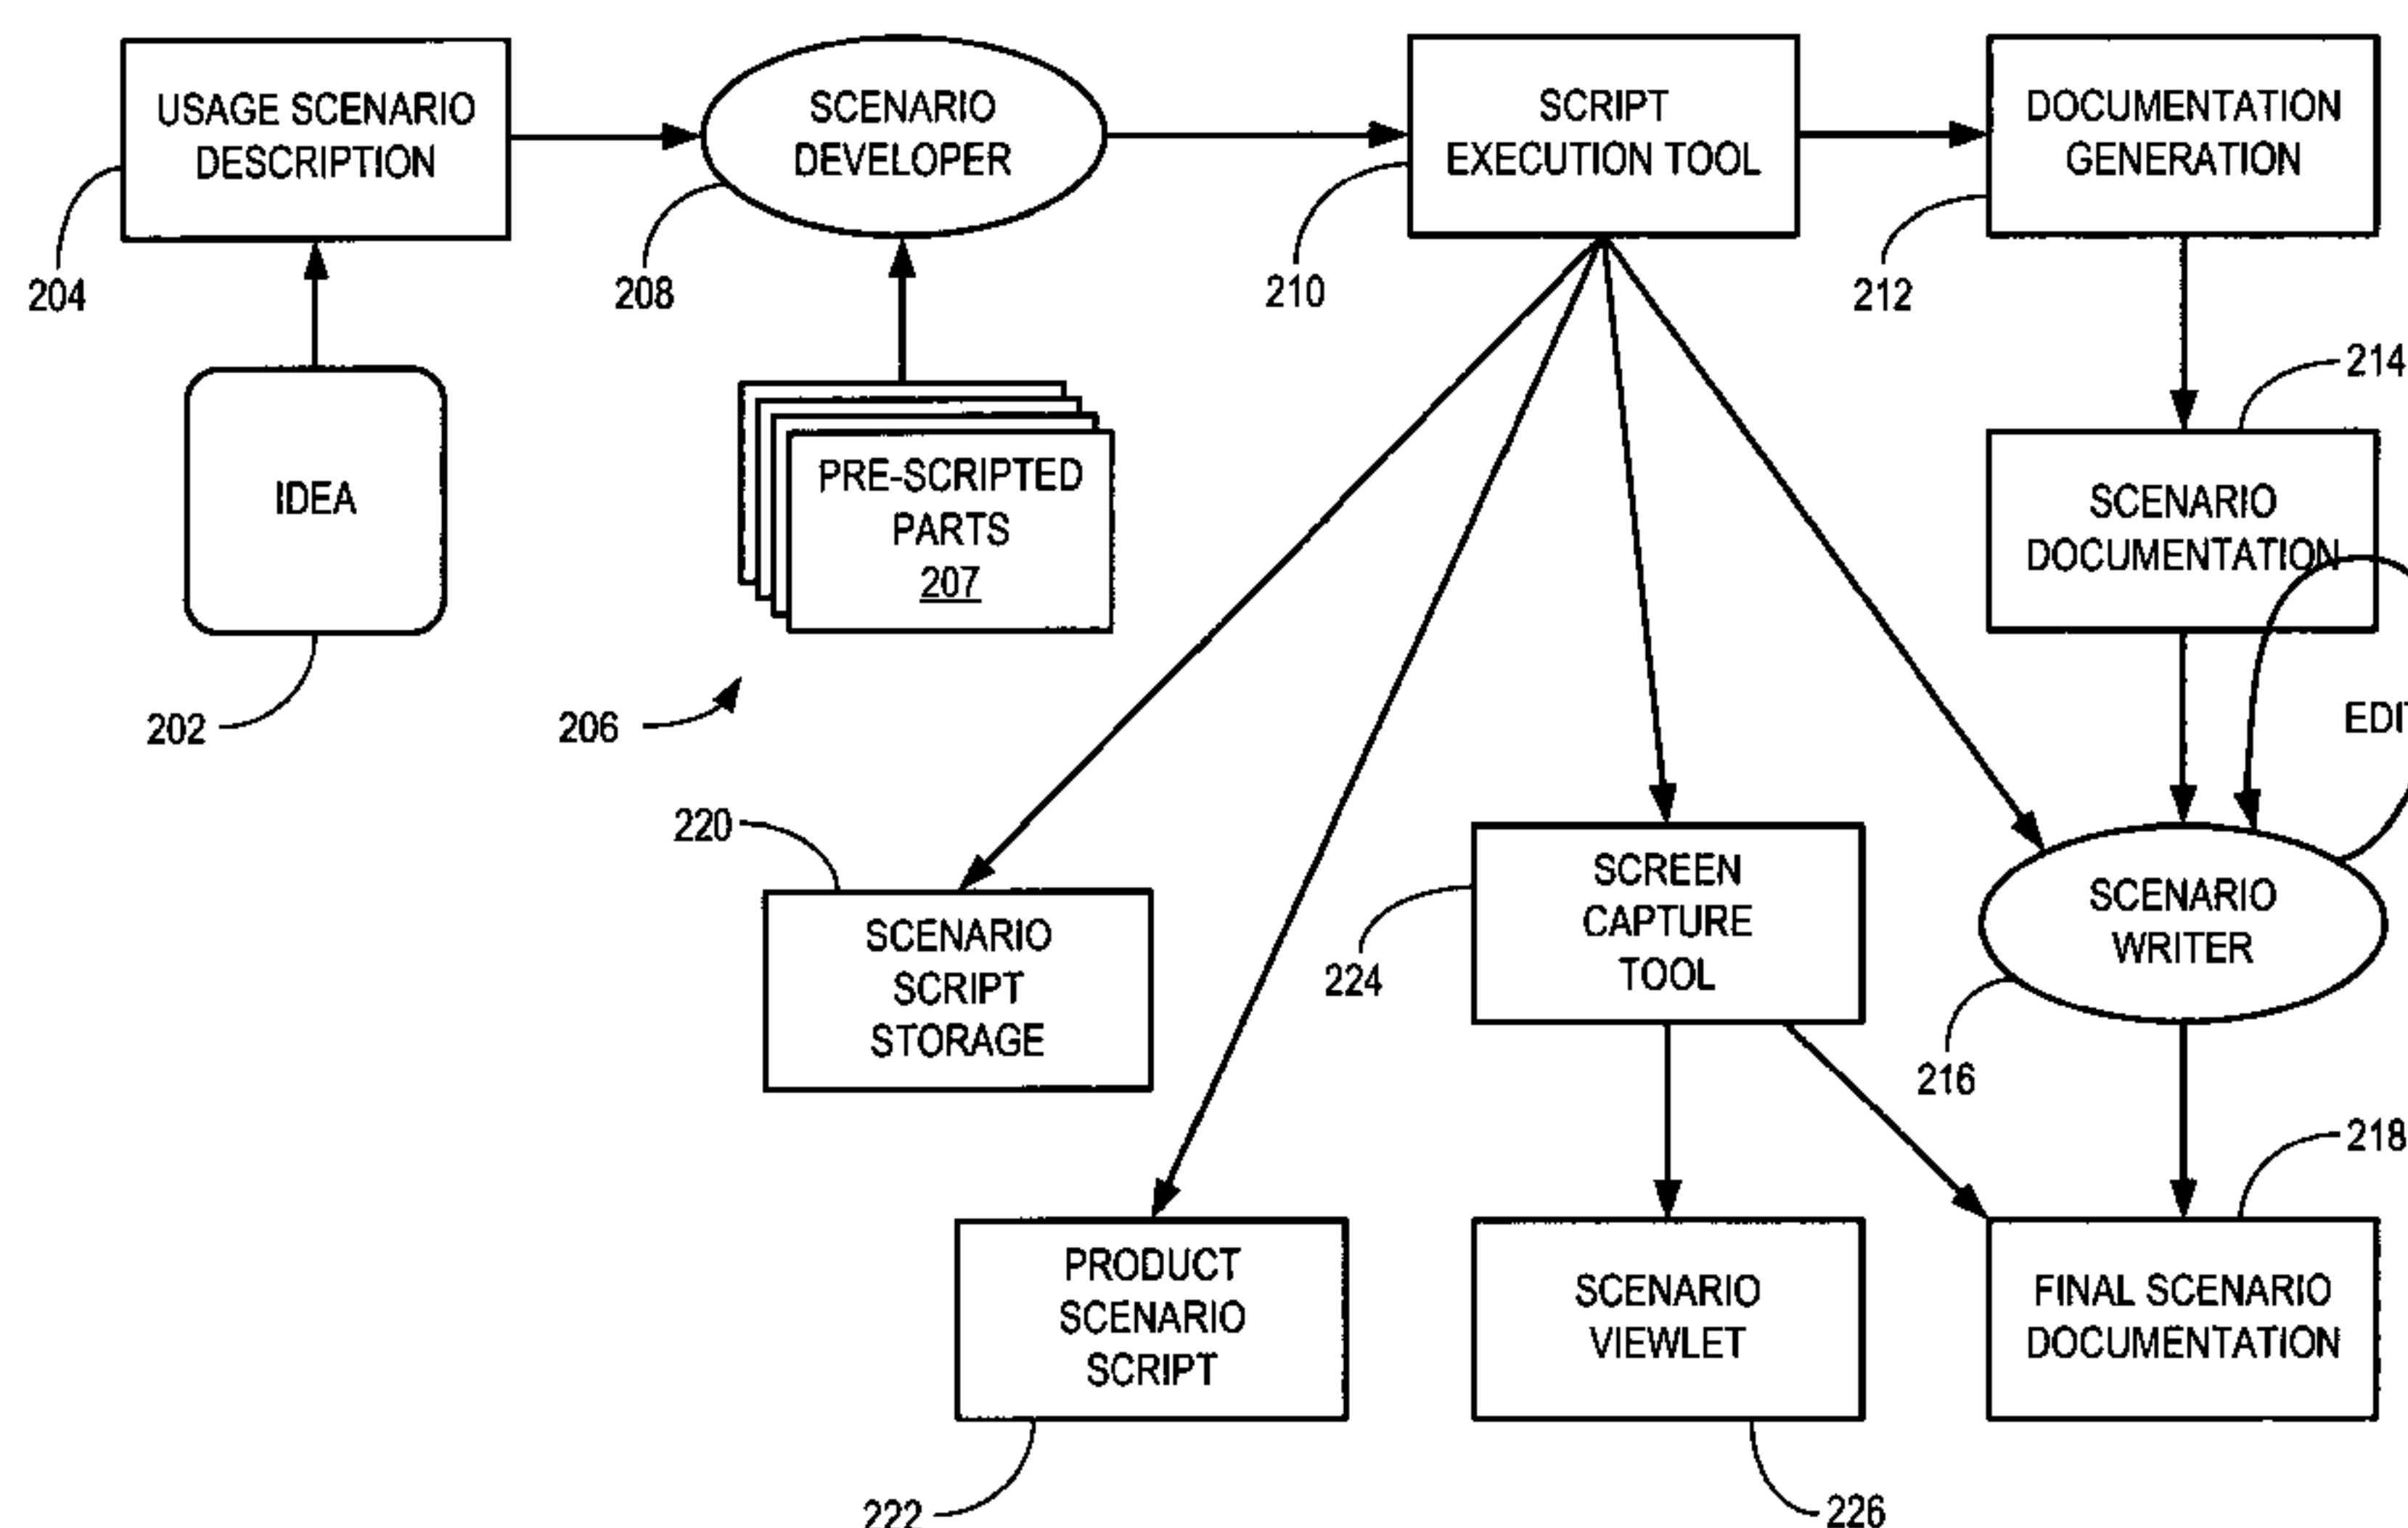 USAGE SCENARIO
DESCRIPTION
204
SCENARIO
DEVELOPER
208
SCRIPT
EXECUTION TOOL
210
DOCUMENTATION
GENERATION
212
IDEA
202
PRE-SCRIPTED
PARTS
207
206
214
SCENARIO
DOCUMENTATION
220
SCENARIO
SCRIPT
STORAGE
SCREEN
CAPTURE
TOOL
224
SCENARIO
WRITER
216
PRODUCT
SCENARIO
SCRIPT
222
SCENARIO
VIEWLET
226
218
FINAL SCENARIO
DOCUMENTATION